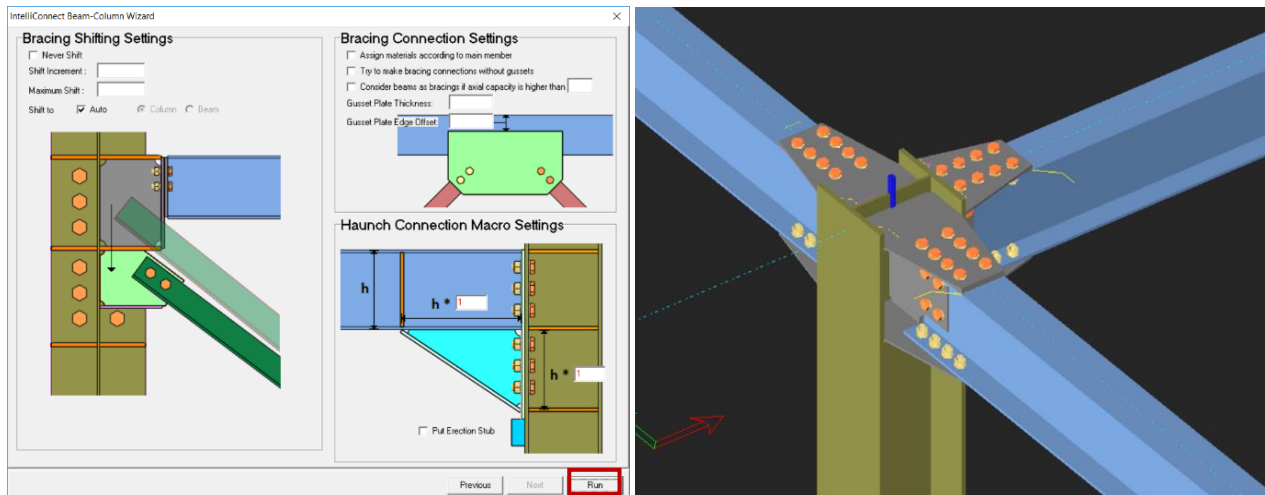 IntelliConnect Beam-Column Wizard
Bracing Shifting Settings
Never Shift
Shift Increment :
Maximum Shift :
Shift to
Auto
Column
Beam
Bracing Connection Settings
Assign materials according to main member
Try to make bracing connections without gussets
Consider beams as bracings if axial capacity is higher than
Gusset Plate Thickness:
Gusset Plate Edge Offset:
Haunch Connection Macro Settings
h
h * 1
h * 1
Put Erection Stub
Previous
Next
Run